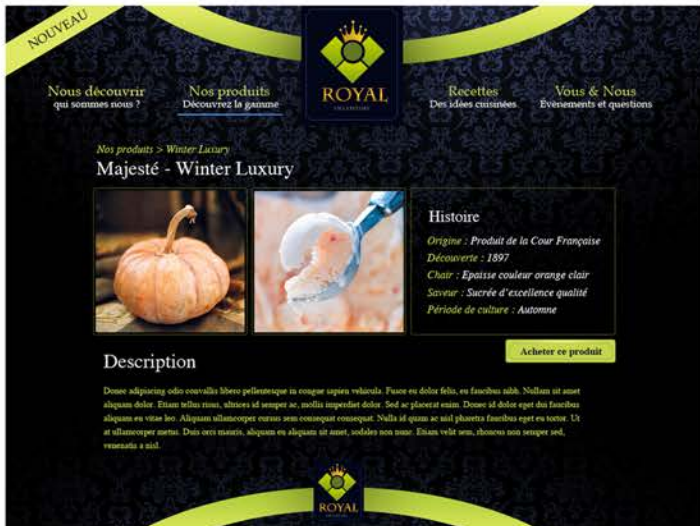 NOUVEAU
ROYAL
Nous découvrir
qui sommes nous ?
Nos produits
Découvrez la gamme
Recettes
Des idées cuisinées
Vous & Nous
Evènements et questions
Nos produits > Winter Luxury
Majesté - Winter Luxury
Histoire
Origine : Produit de la Cour Française
Découverte : 1897
Chair : Epaisse couleur orange clair
Saveur : Sucrée d'excellence qualité
Période de culture : Automne
Acheter ce produit
Description
Donec adipiscing odio convallis libero pellentesque in congue sapien vehicula. Fusce eu dolor felis, eu faucibus nibh. Nullam sit amet
aliquam dolor. Etiam tellus risus, ultrices id semper ac, mollis imperdiet dolor. Sed ac placerat enim. Donec id dolor eget dui faucibus
aliquam eu vitae leo. Aliquam ullamcorper cursus sem consequat consequat. Nulla id quam ac nisl pharetra faucibus eget eu tortor. Ut
at ullamcorper metus. Duis orci mauris, aliquam eu aliquam sit amet, sodales non nunc. Etiam velit sem, rhoncus non semper sed,
venenatis a nisl.
ROYAL